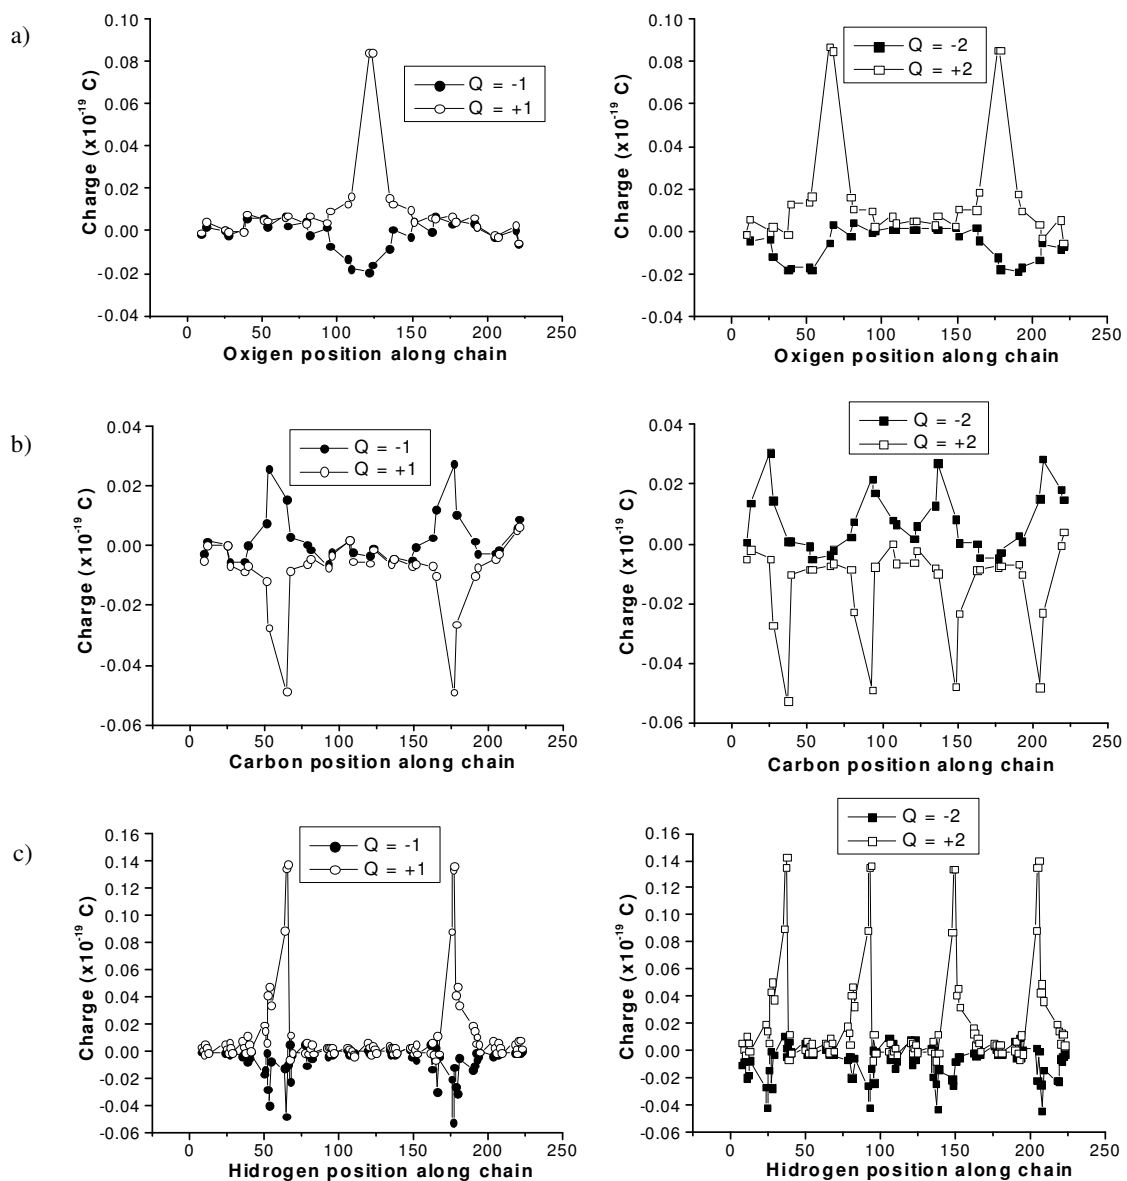 a)
0.10
0.08
0.06
0.04
0.02
0.00
-0.02
-0.04
Charge (x10-19 C)
Q = -1
Q = +1
0 50 100 150 200 250
Oxigen position along chain
0.10
0.08
0.06
0.04
0.02
0.00
-0.02
-0.04
Charge (x10-19 C)
Q = -2
Q = +2
0 50 100 150 200 250
Oxigen position along chain
b)
0.04
0.02
0.00
-0.02
-0.04
-0.06
Charge (x10-19 C)
Q = -1
Q = +1
0 50 100 150 200 250
Carbon position along chain
0.04
0.02
0.00
-0.02
-0.04
-0.06
Charge (x10-19 C)
Q = -2
Q = +2
0 50 100 150 200 250
Carbon position along chain
c)
0.16
0.14
0.12
0.10
0.08
0.06
0.04
0.02
0.00
-0.02
-0.04
-0.06
Charge (x10-19 C)
Q = -1
Q = +1
0 50 100 150 200 250
Hidrogen position along chain
0.16
0.14
0.12
0.10
0.08
0.06
0.04
0.02
0.00
-0.02
-0.04
-0.06
Charge (x10-19 C)
Q = -2
Q = +2
0 50 100 150 200 250
Hidrogen position along chain